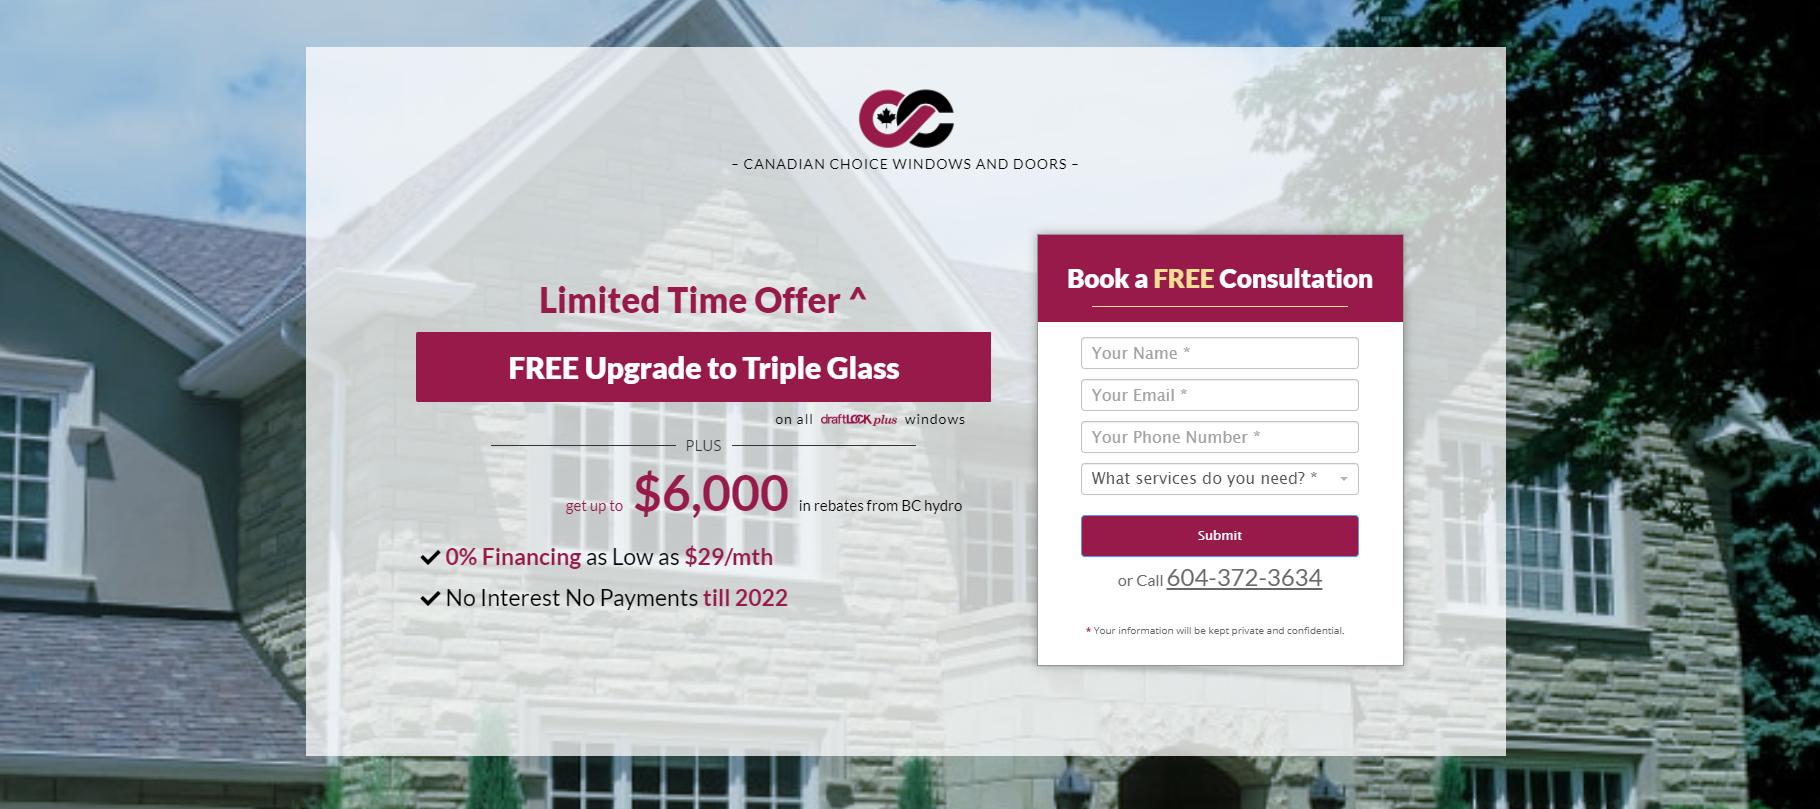 – CANADIAN CHOICE WINDOWS AND DOORS –
Limited Time Offer ^
FREE Upgrade to Triple Glass
on all draftLOCK plus windows
PLUS
get up to $6,000 in rebates from BC hydro
0% Financing as Low as $29/mth
No Interest No Payments till 2022
Book a FREE Consultation
Your Name *
Your Email *
Your Phone Number *
What services do you need? *
Submit
or Call 604-372-3634
* Your information will be kept private and confidential.